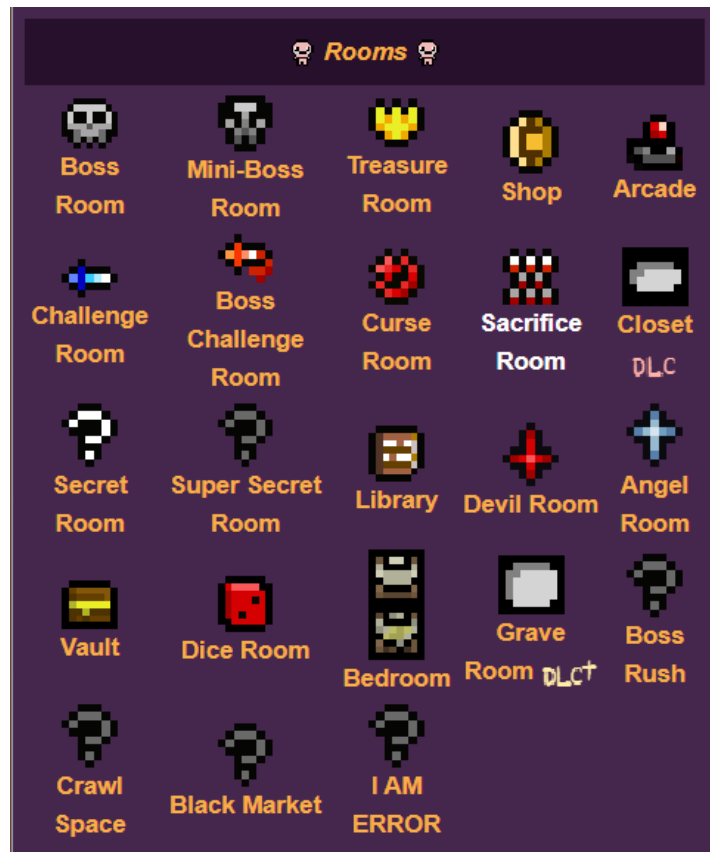 Rooms
Boss
Room
Mini-Boss
Room
Treasure
Room
Shop
Arcade
Challenge
Room
Boss
Challenge
Room
Curse
Room
Sacrifice
Room
Closet
DLC
Secret
Room
Super Secret
Room
Library
Devil Room
Angel
Room
Vault
Dice Room
Bedroom
Grave
Room DLC†
Boss
Rush
Crawl
Space
Black Market
I AM
ERROR